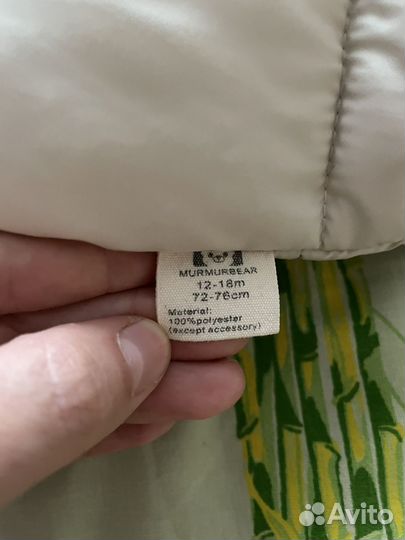 MURMURBEAR
12-18m
72-76cm
Material:
100%polyester
(except accessory)
Avito